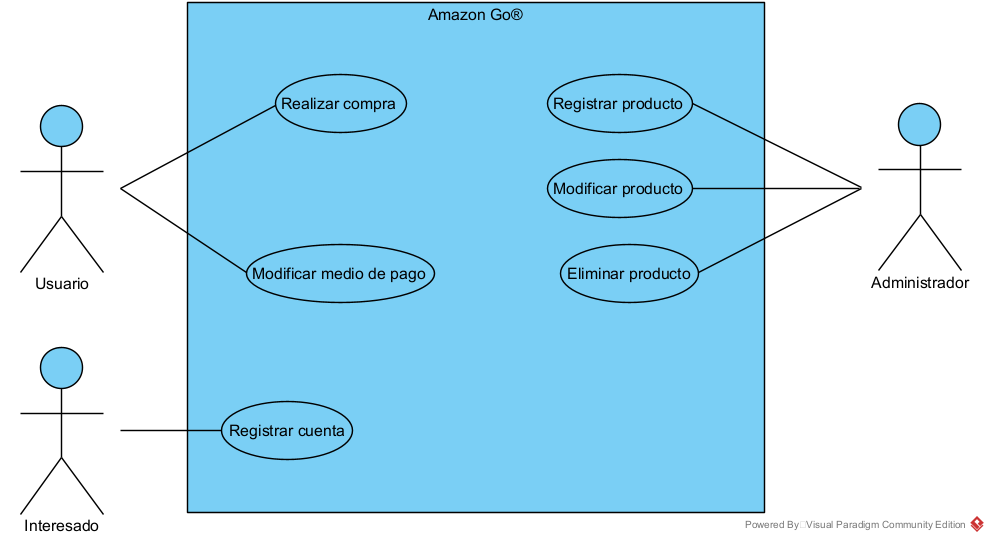 Amazon Go®
Realizar compra
Registrar producto
Modificar producto
Modificar medio de pago
Eliminar producto
Usuario
Administrador
Registrar cuenta
Interesado
Powered By Visual Paradigm Community Edition